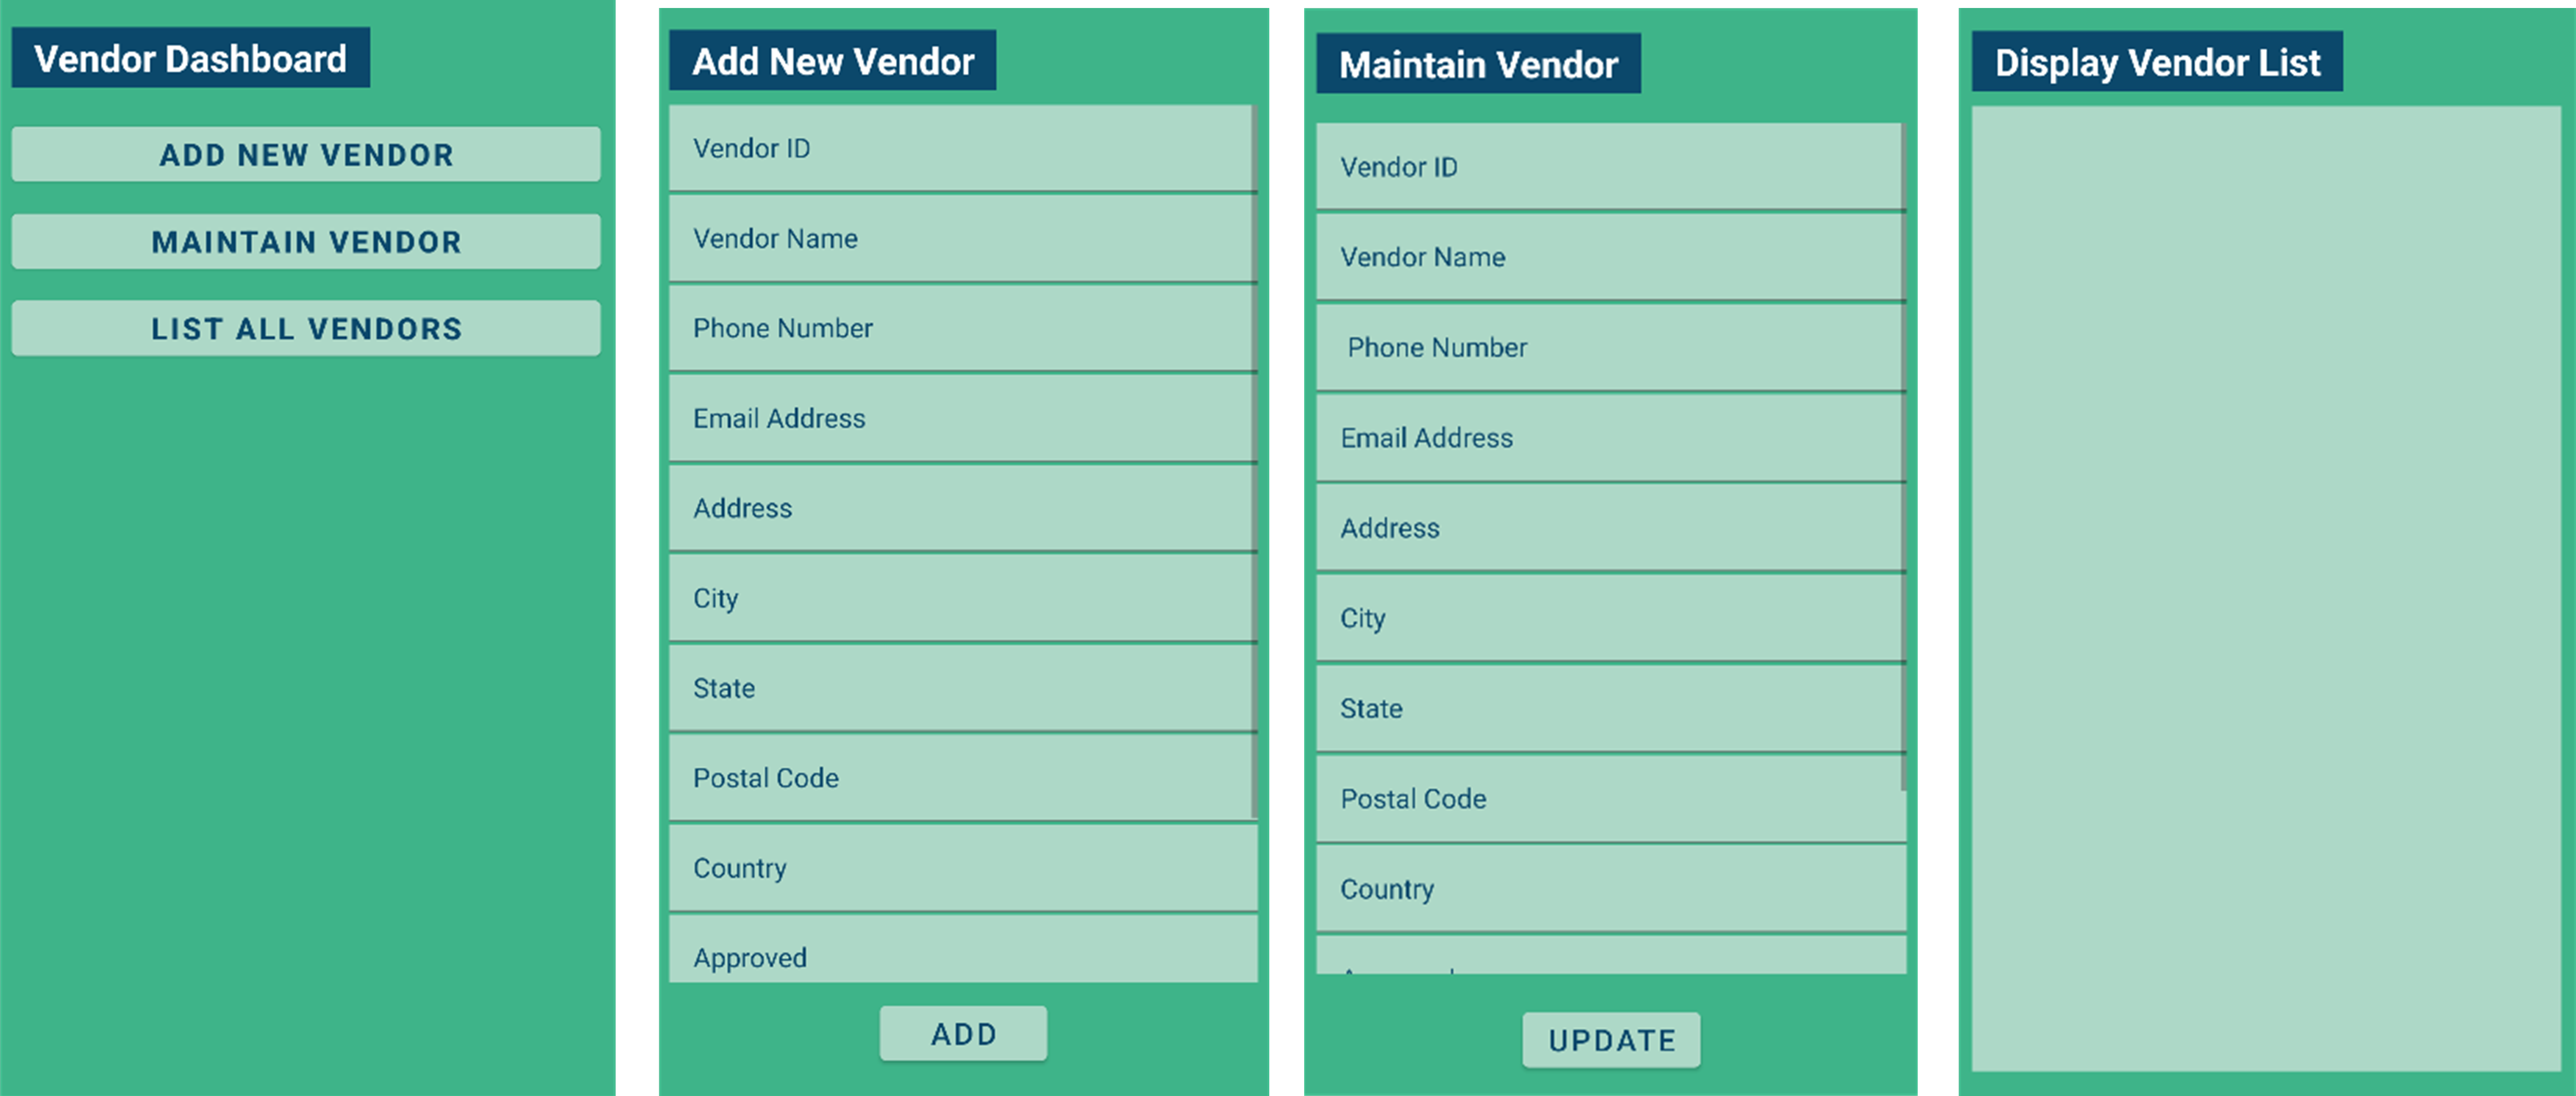 Vendor Dashboard
ADD NEW VENDOR
MAINTAIN VENDOR
LIST ALL VENDORS
Add New Vendor
Vendor ID
Vendor Name
Phone Number
Email Address
Address
City
State
Postal Code
Country
Approved
ADD
Maintain Vendor
Vendor ID
Vendor Name
Phone Number
Email Address
Address
City
State
Postal Code
Country
UPDATE
Display Vendor List